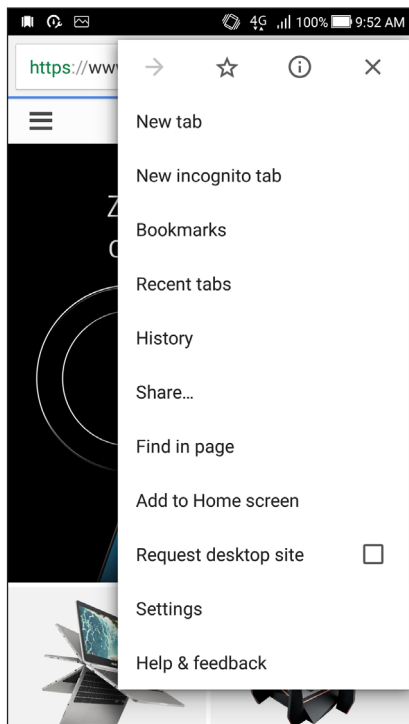 4G 100% 9:52 AM
https://www
New tab
New incognito tab
Bookmarks
Recent tabs
History
Share...
Find in page
Add to Home screen
Request desktop site
Settings
Help & feedback